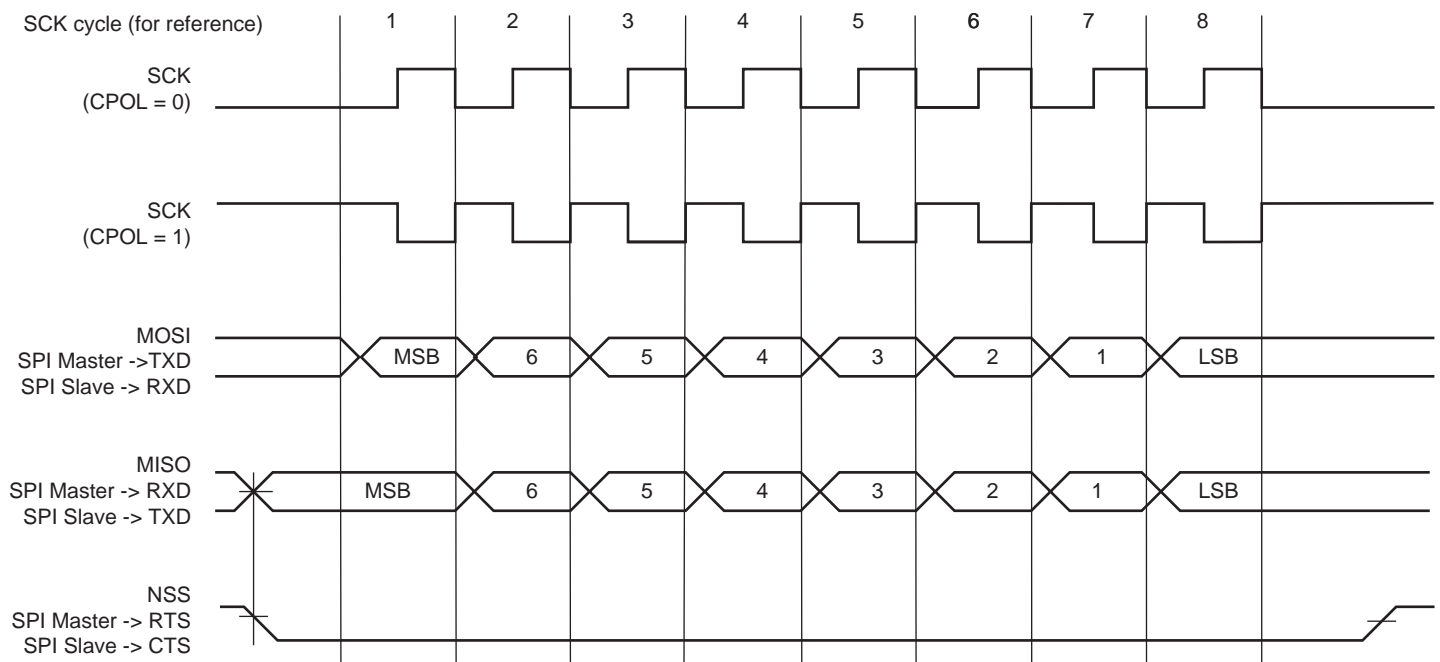 SCK cycle (for reference) 1 2 3 4 5 6 7 8
SCK
(CPOL = 0)
SCK
(CPOL = 1)
MOSI
SPI Master ->TXD
SPI Slave -> RXD
MSB 6 5 4 3 2 1 LSB
MISO
SPI Master -> RXD
SPI Slave -> TXD
MSB 6 5 4 3 2 1 LSB
NSS
SPI Master -> RTS
SPI Slave -> CTS